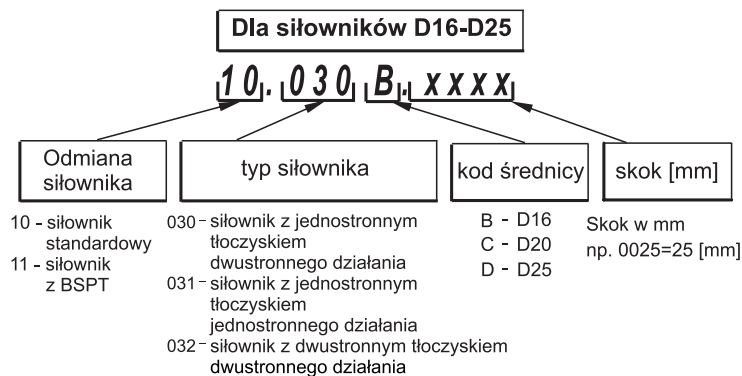 Dla siłowników D16-D25
10.030B.xxxx
Odmiana
siłownika
typ siłownika
kod średnicy
skok [mm]
10 - siłownik
standardowy
11 - siłownik
z BSPT
030 - siłownik z jednostronnym
tłoczyskiem
dwustronnego działania
031 - siłownik z jednostronnym
tłoczyskiem
jednostronnego działania
032 - siłownik z dwustronnym tłoczyskiem
dwustronnego działania
B - D16
C - D20
D - D25
Skok w mm
np. 0025=25 [mm]